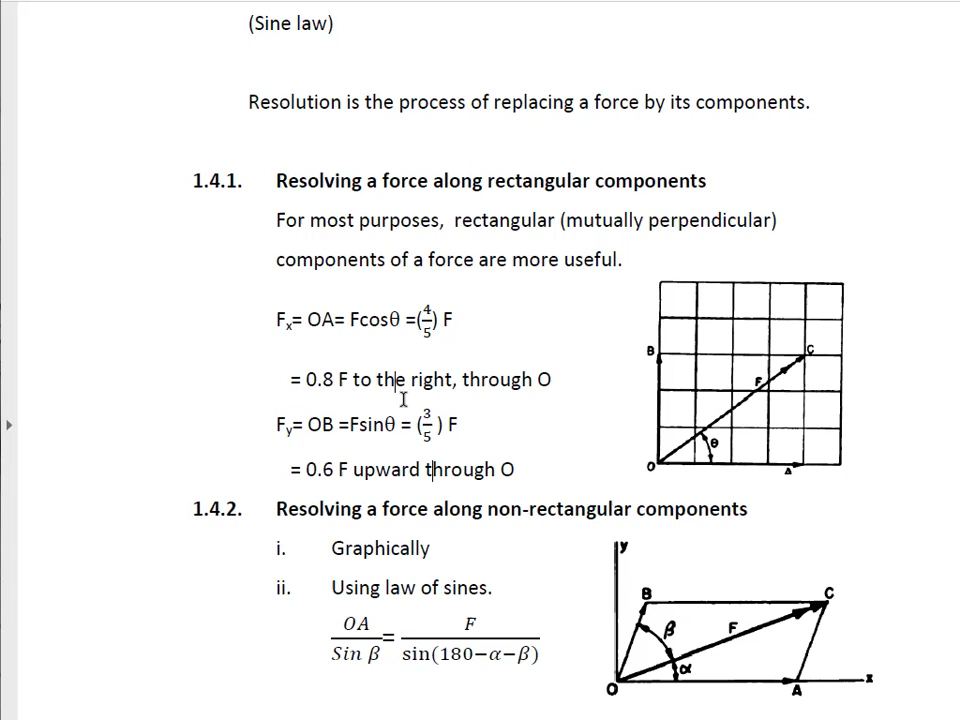 (Sine law)
Resolution is the process of replacing a force by its components.
1.4.1. Resolving a force along rectangular components
For most purposes, rectangular (mutually perpendicular)
components of a force are more useful.
Fₓ= OA= Fcosθ =(4/5) F
= 0.8 F to the right, through O
Fᵧ= OB =Fsinθ = (3/5) F
= 0.6 F upward through O
B
C
F
θ
O
A
1.4.2. Resolving a force along non-rectangular components
i. Graphically
ii. Using law of sines.
OA/Sin β = F/sin(180−α−β)
y
B
C
β
F
α
O
A
x